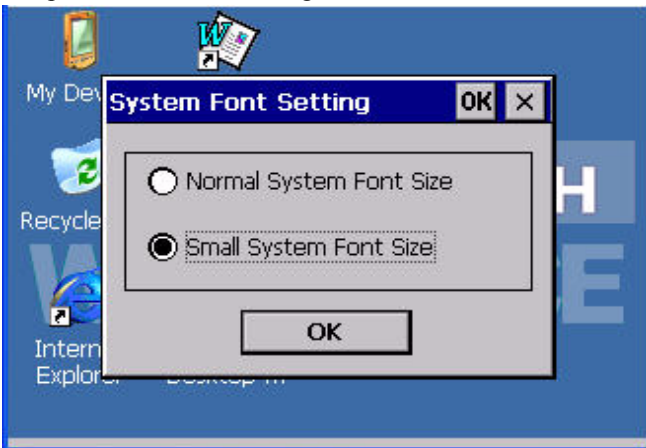 My Dev
System Font Setting OK
Normal System Font Size
Recycle
H
Small System Font Size
W E
OK
Intern
Explorer